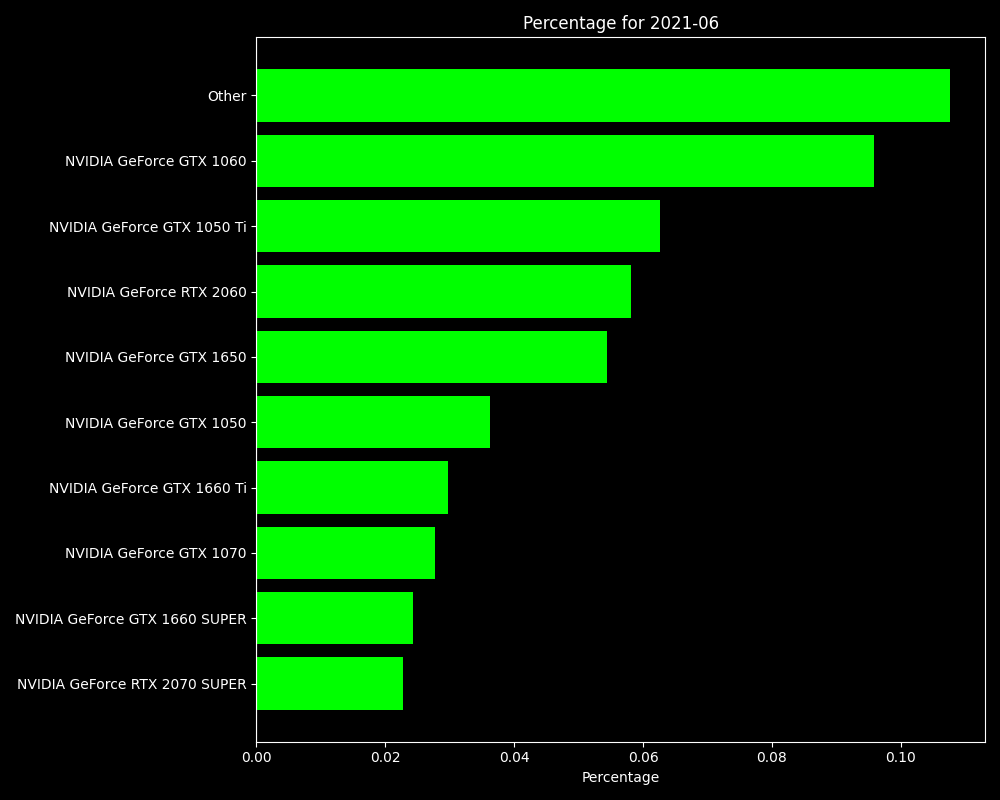 Percentage for 2021-06
Other
NVIDIA GeForce GTX 1060
NVIDIA GeForce GTX 1050 Ti
NVIDIA GeForce RTX 2060
NVIDIA GeForce GTX 1650
NVIDIA GeForce GTX 1050
NVIDIA GeForce GTX 1660 Ti
NVIDIA GeForce GTX 1070
NVIDIA GeForce GTX 1660 SUPER
NVIDIA GeForce RTX 2070 SUPER
0.00 0.02 0.04 0.06 0.08 0.10
Percentage